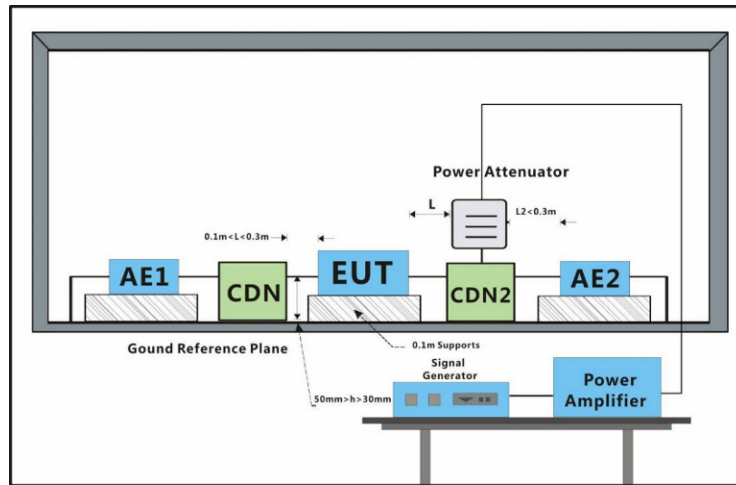 Power Attenuator
L
L2<0.3m
0.1m<L<0.3m
AE1
CDN
EUT
CDN2
AE2
Gound Reference Plane
0.1m Supports
50mm>h>30mm
Signal
Generator
Power
Amplifier